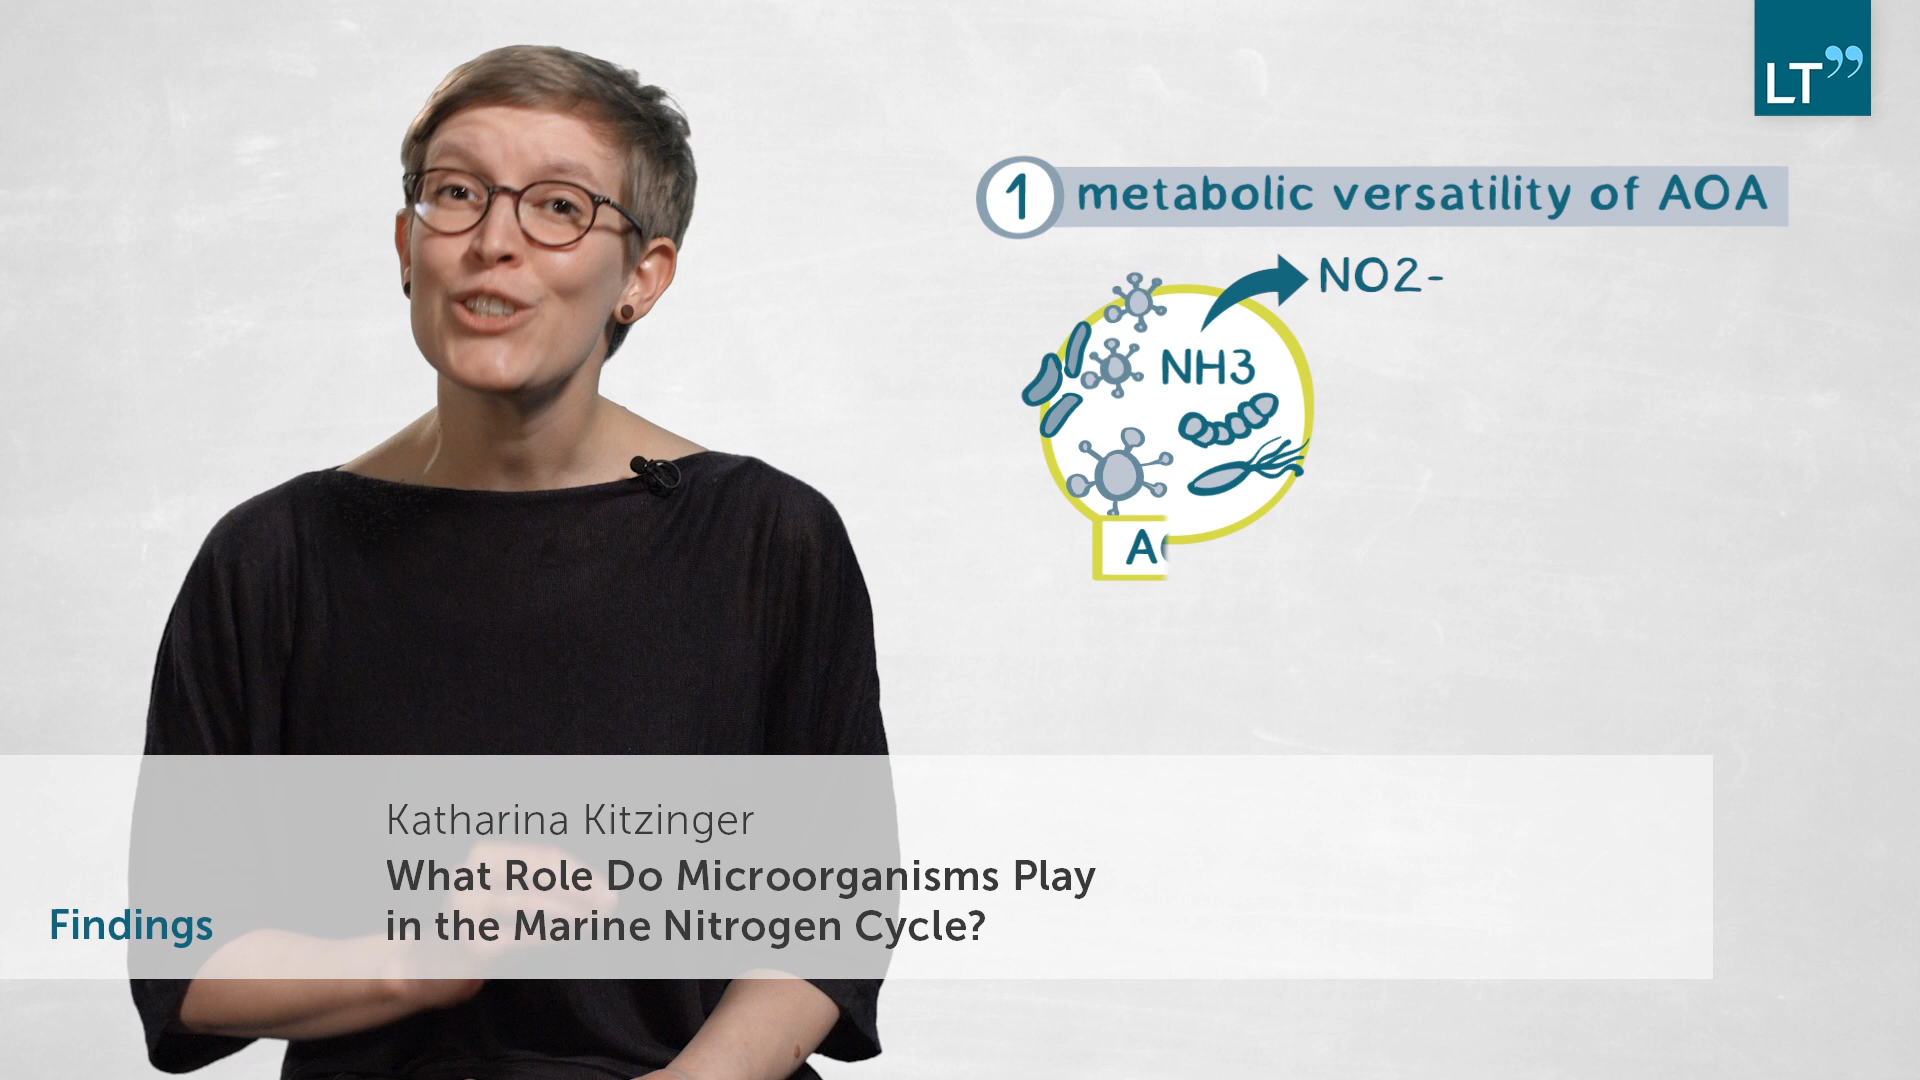 LT
1 metabolic versatility of AOA
NO2-
NH3
Katharina Kitzinger
What Role Do Microorganisms Play
in the Marine Nitrogen Cycle?
Findings